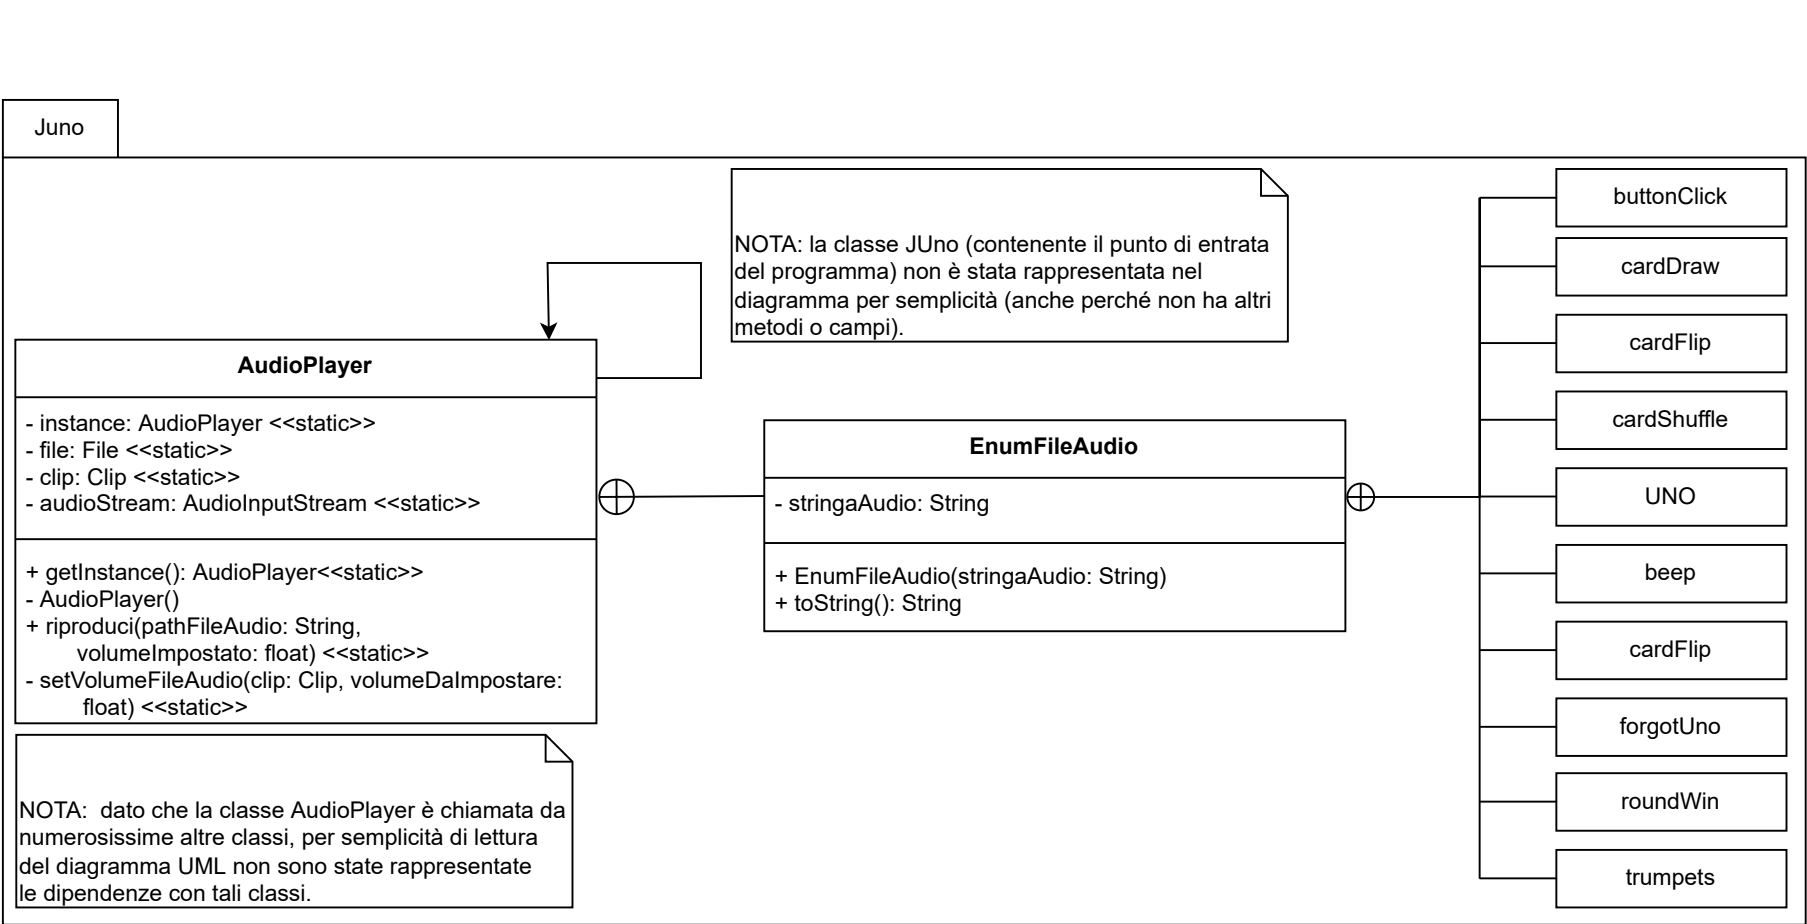 Juno
NOTA: la classe JUno (contenente il punto di entrata
del programma) non è stata rappresentata nel
diagramma per semplicità (anche perché non ha altri
metodi o campi).
AudioPlayer
- instance: AudioPlayer <<static>>
- file: File <<static>>
- clip: Clip <<static>>
- audioStream: AudioInputStream <<static>>
+ getInstance(): AudioPlayer<<static>>
- AudioPlayer()
+ riproduci(pathFileAudio: String,
volumeImpostato: float) <<static>>
- setVolumeFileAudio(clip: Clip, volumeDaImpostare:
float) <<static>>
NOTA:  dato che la classe AudioPlayer è chiamata da
numerosissime altre classi, per semplicità di lettura
del diagramma UML non sono state rappresentate
le dipendenze con tali classi.
EnumFileAudio
- stringaAudio: String
+ EnumFileAudio(stringaAudio: String)
+ toString(): String
buttonClick
cardDraw
cardFlip
cardShuffle
UNO
beep
cardFlip
forgotUno
roundWin
trumpets